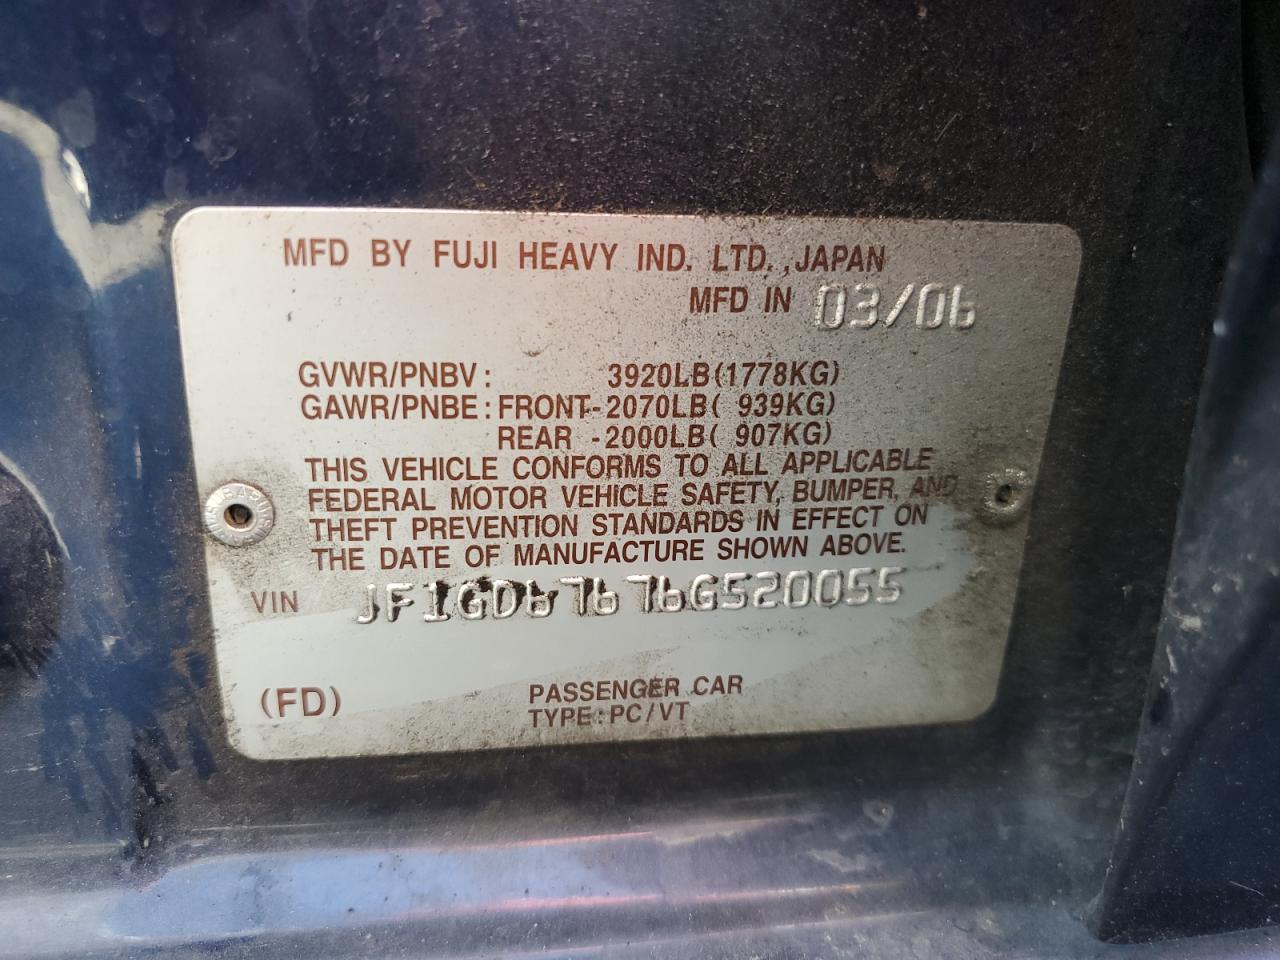 MFD BY FUJI HEAVY IND. LTD.,JAPAN
MFD IN 03/06
GVWR/PNBV: 3920LB(1778KG)
GAWR/PNBE: FRONT-2070LB( 939KG)
REAR -2000LB( 907KG)
THIS VEHICLE CONFORMS TO ALL APPLICABLE
FEDERAL MOTOR VEHICLE SAFETY, BUMPER, AND
THEFT PREVENTION STANDARDS IN EFFECT ON
THE DATE OF MANUFACTURE SHOWN ABOVE.
VIN JF1GD67676G520055
(FD)
PASSENGER CAR
TYPE:PC/VT